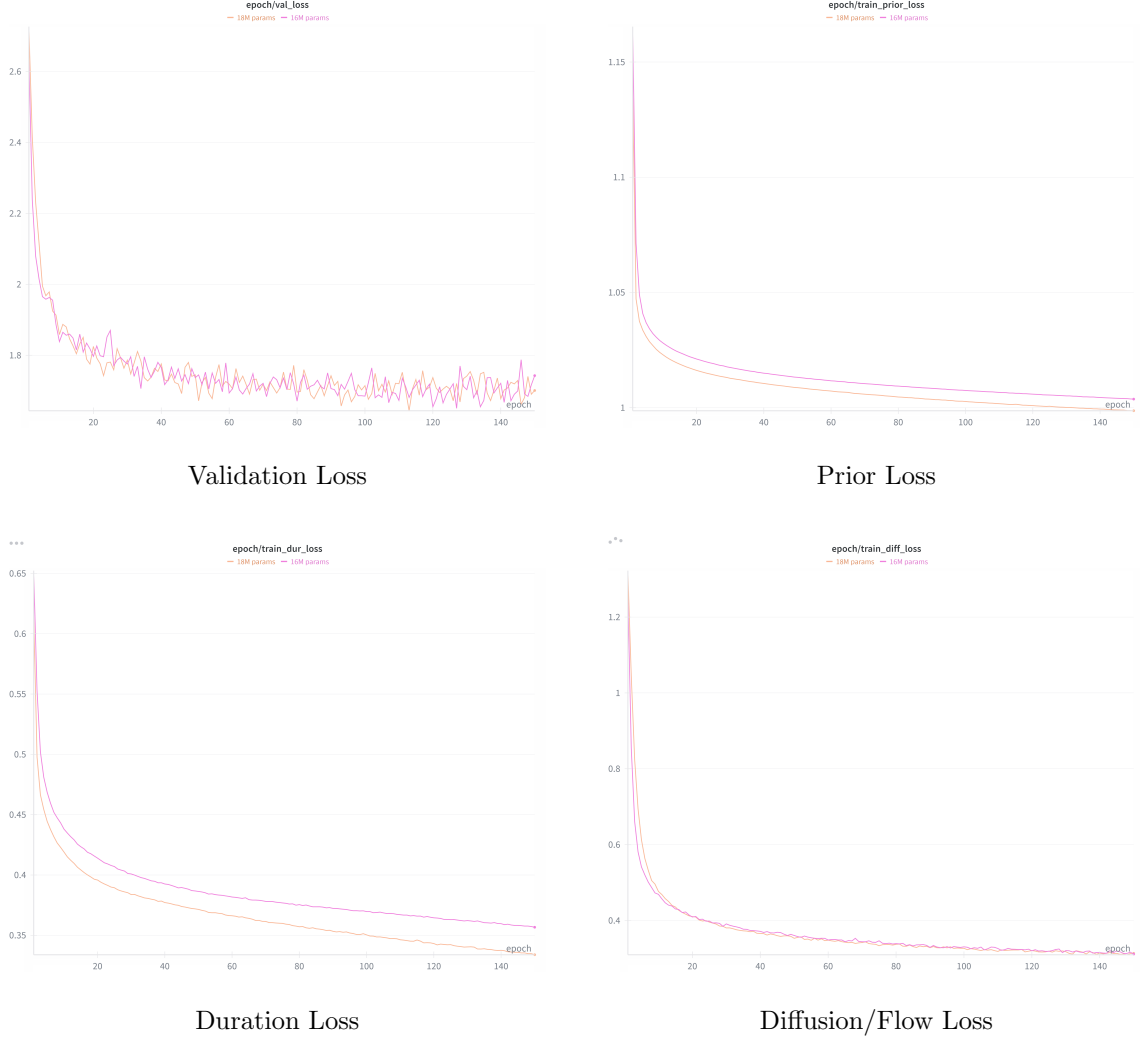 epoch/val_loss
18M params 16M params
2.6
2.4
2.2
2
1.8
epoch
20 40 60 80 100 120 140
Validation Loss
epoch/train_prior_loss
18M params 16M params
1.15
1.1
1.05
1
epoch
20 40 60 80 100 120 140
Prior Loss
epoch/train_dur_loss
18M params 16M params
0.65
0.6
0.55
0.5
0.45
0.4
0.35
epoch
20 40 60 80 100 120 140
Duration Loss
epoch/train_diff_loss
18M params 16M params
1.2
1
0.8
0.6
0.4
epoch
20 40 60 80 100 120 140
Diffusion/Flow Loss